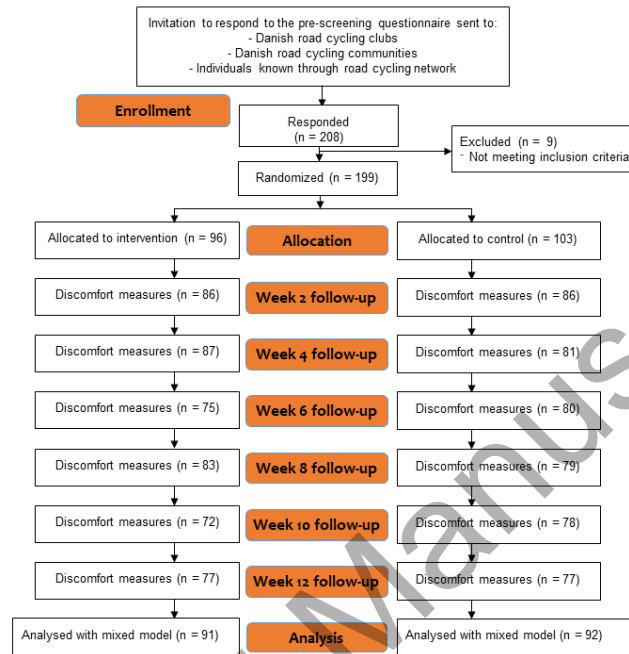 Invitation to respond to the pre-screening questionnaire sent to:
- Danish road cycling clubs
- Danish road cycling communities
- Individuals known through road cycling network
Enrollment
Responded
(n = 208)
Excluded (n = 9)
- Not meeting inclusion criteria
Randomized (n = 199)
Allocated to intervention (n = 96)
Allocation
Allocated to control (n = 103)
Discomfort measures (n = 86)
Week 2 follow-up
Discomfort measures (n = 86)
Discomfort measures (n = 87)
Week 4 follow-up
Discomfort measures (n = 81)
Discomfort measures (n = 75)
Week 6 follow-up
Discomfort measures (n = 80)
Discomfort measures (n = 83)
Week 8 follow-up
Discomfort measures (n = 79)
Discomfort measures (n = 72)
Week 10 follow-up
Discomfort measures (n = 78)
Discomfort measures (n = 77)
Week 12 follow-up
Discomfort measures (n = 77)
Analysed with mixed model (n = 91)
Analysis
Analysed with mixed model (n = 92)
Manus